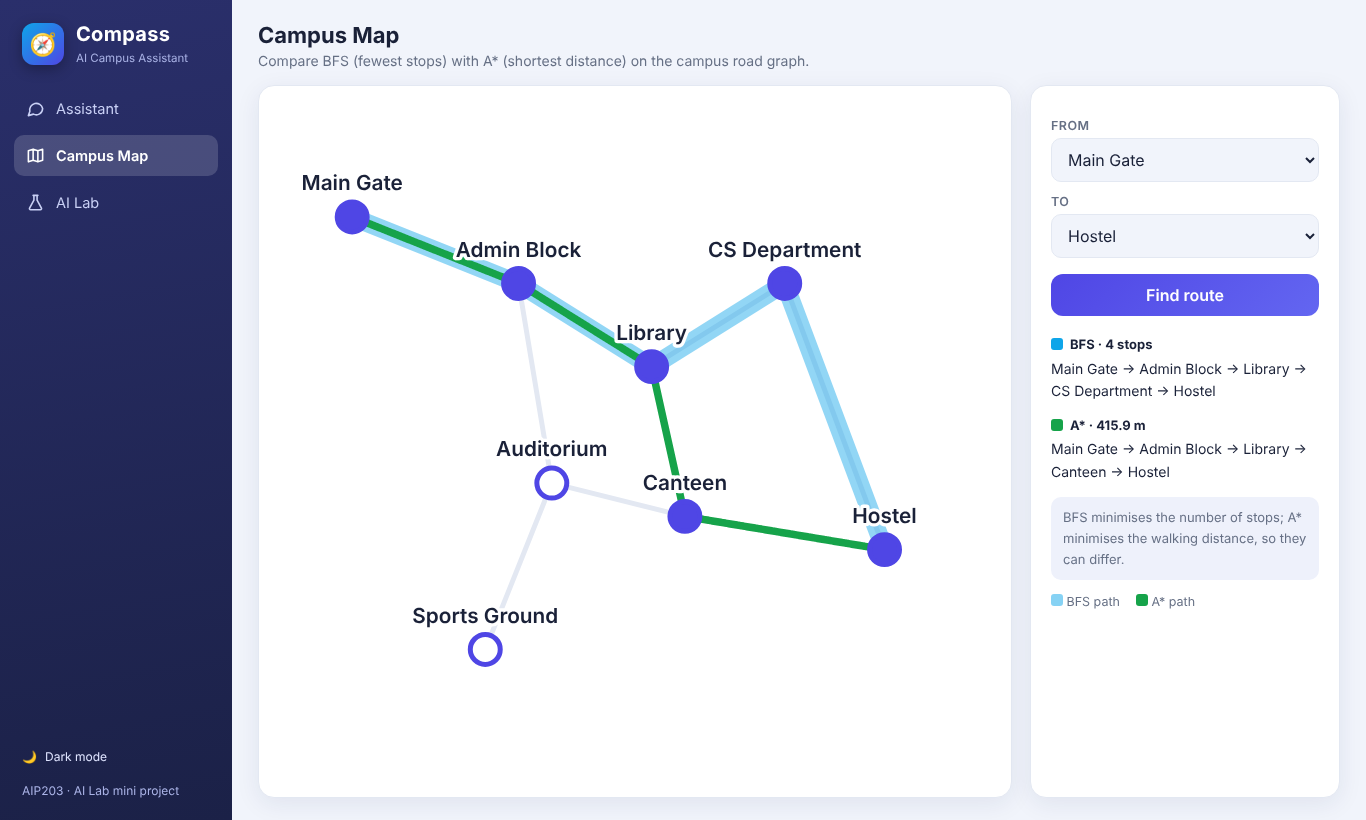 Compass
AI Campus Assistant
Assistant
Campus Map
AI Lab
Dark mode
AIP203 · AI Lab mini project
Campus Map
Compare BFS (fewest stops) with A* (shortest distance) on the campus road graph.
Main Gate
Admin Block
CS Department
Library
Auditorium
Canteen
Hostel
Sports Ground
FROM
Main Gate
TO
Hostel
Find route
BFS · 4 stops
Main Gate → Admin Block → Library →
CS Department → Hostel
A* · 415.9 m
Main Gate → Admin Block → Library →
Canteen → Hostel
BFS minimises the number of stops; A*
minimises the walking distance, so they
can differ.
BFS path
A* path